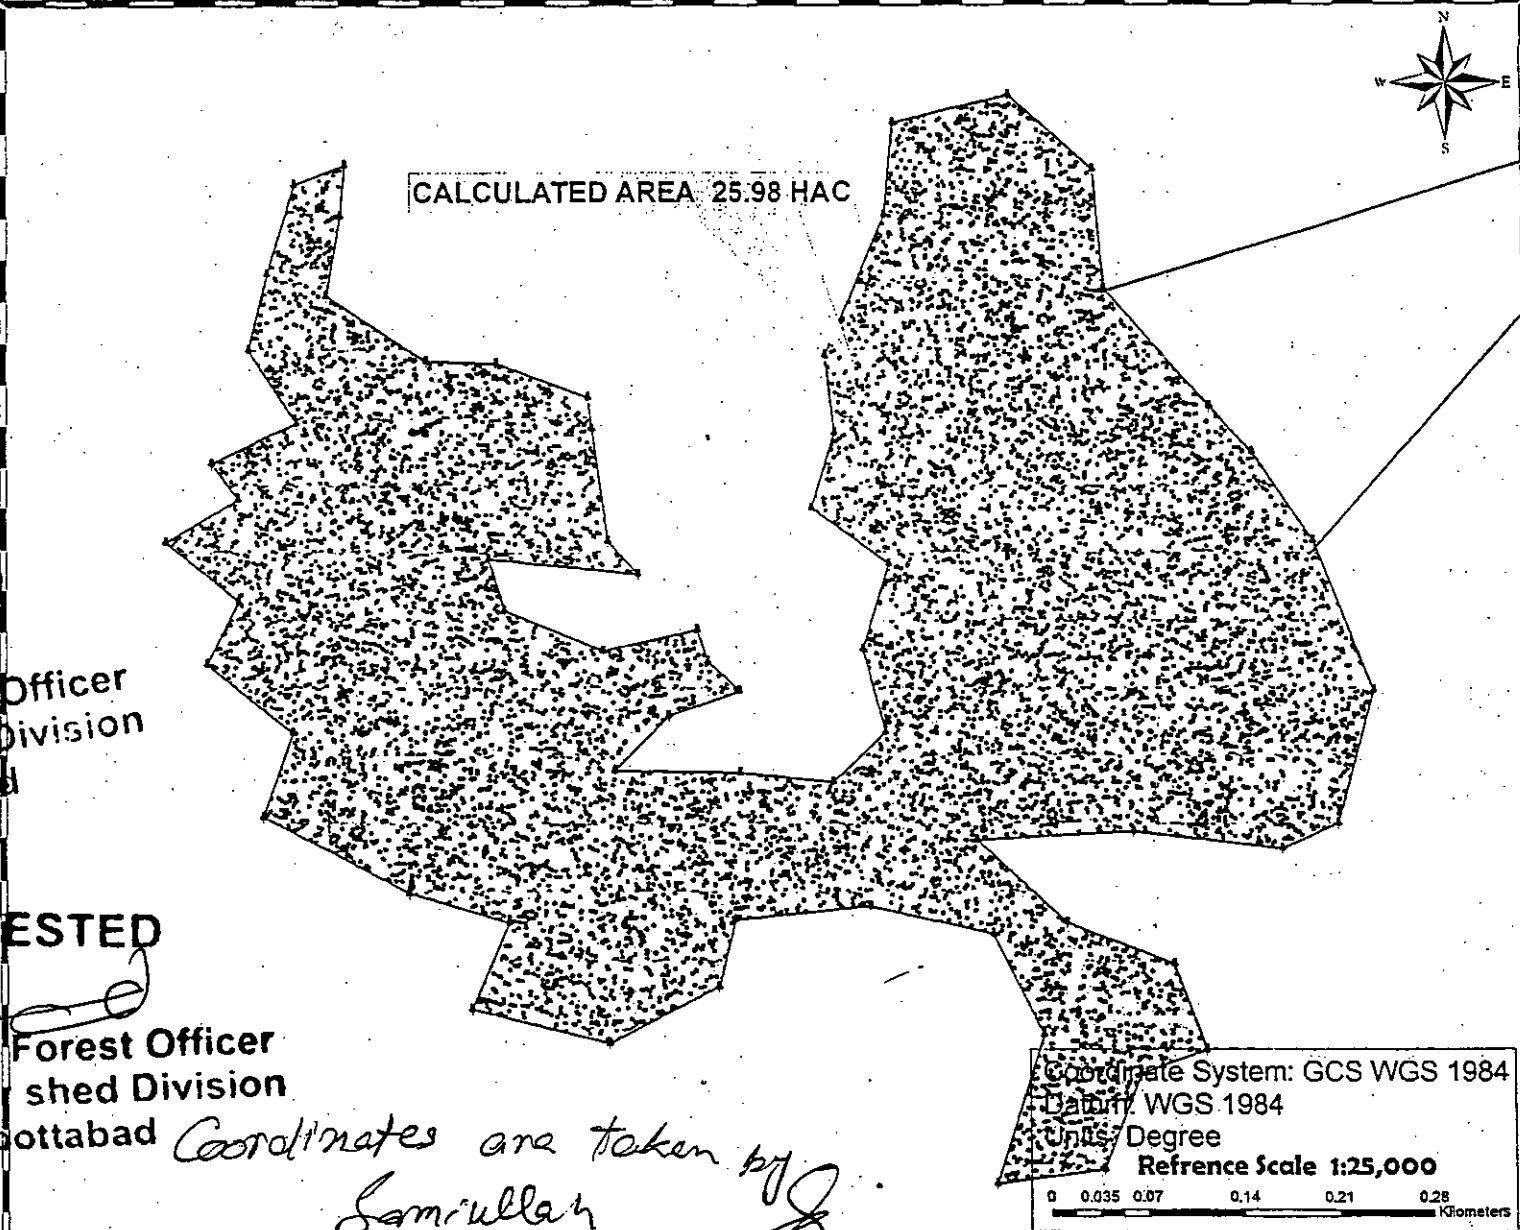 N
W E
S
CALCULATED AREA 25.98 HAC
Officer
Division
d
ESTED
Forest Officer
shed Division
ottabad
Coordinates are taken by
Samiullah
Coordinate System: GCS WGS 1984
Datum: WGS 1984
Units: Degree
Refrence Scale 1:25,000
0 0.035 0.07 0.14 0.21 0.28
Kilometers